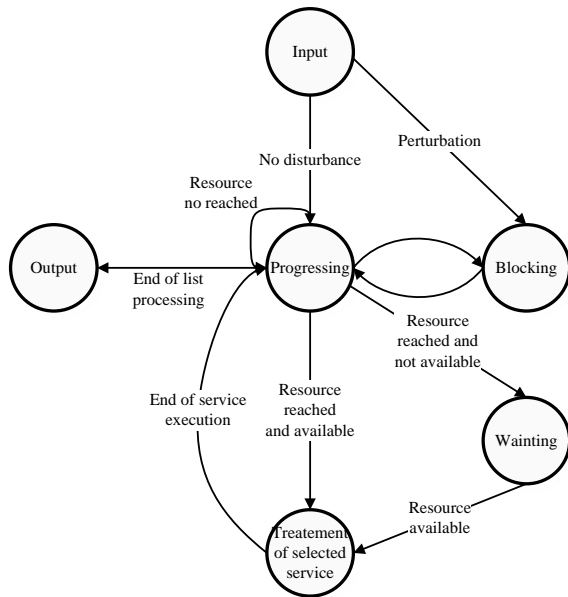 Input
Perturbation
No disturbance
Resource
no reached
Output
Progressing
Blocking
End of list
processing
Resource
reached and
not available
End of service
execution
Resource
reached
and available
Wainting
Resource
available
Treatement
of selected
service